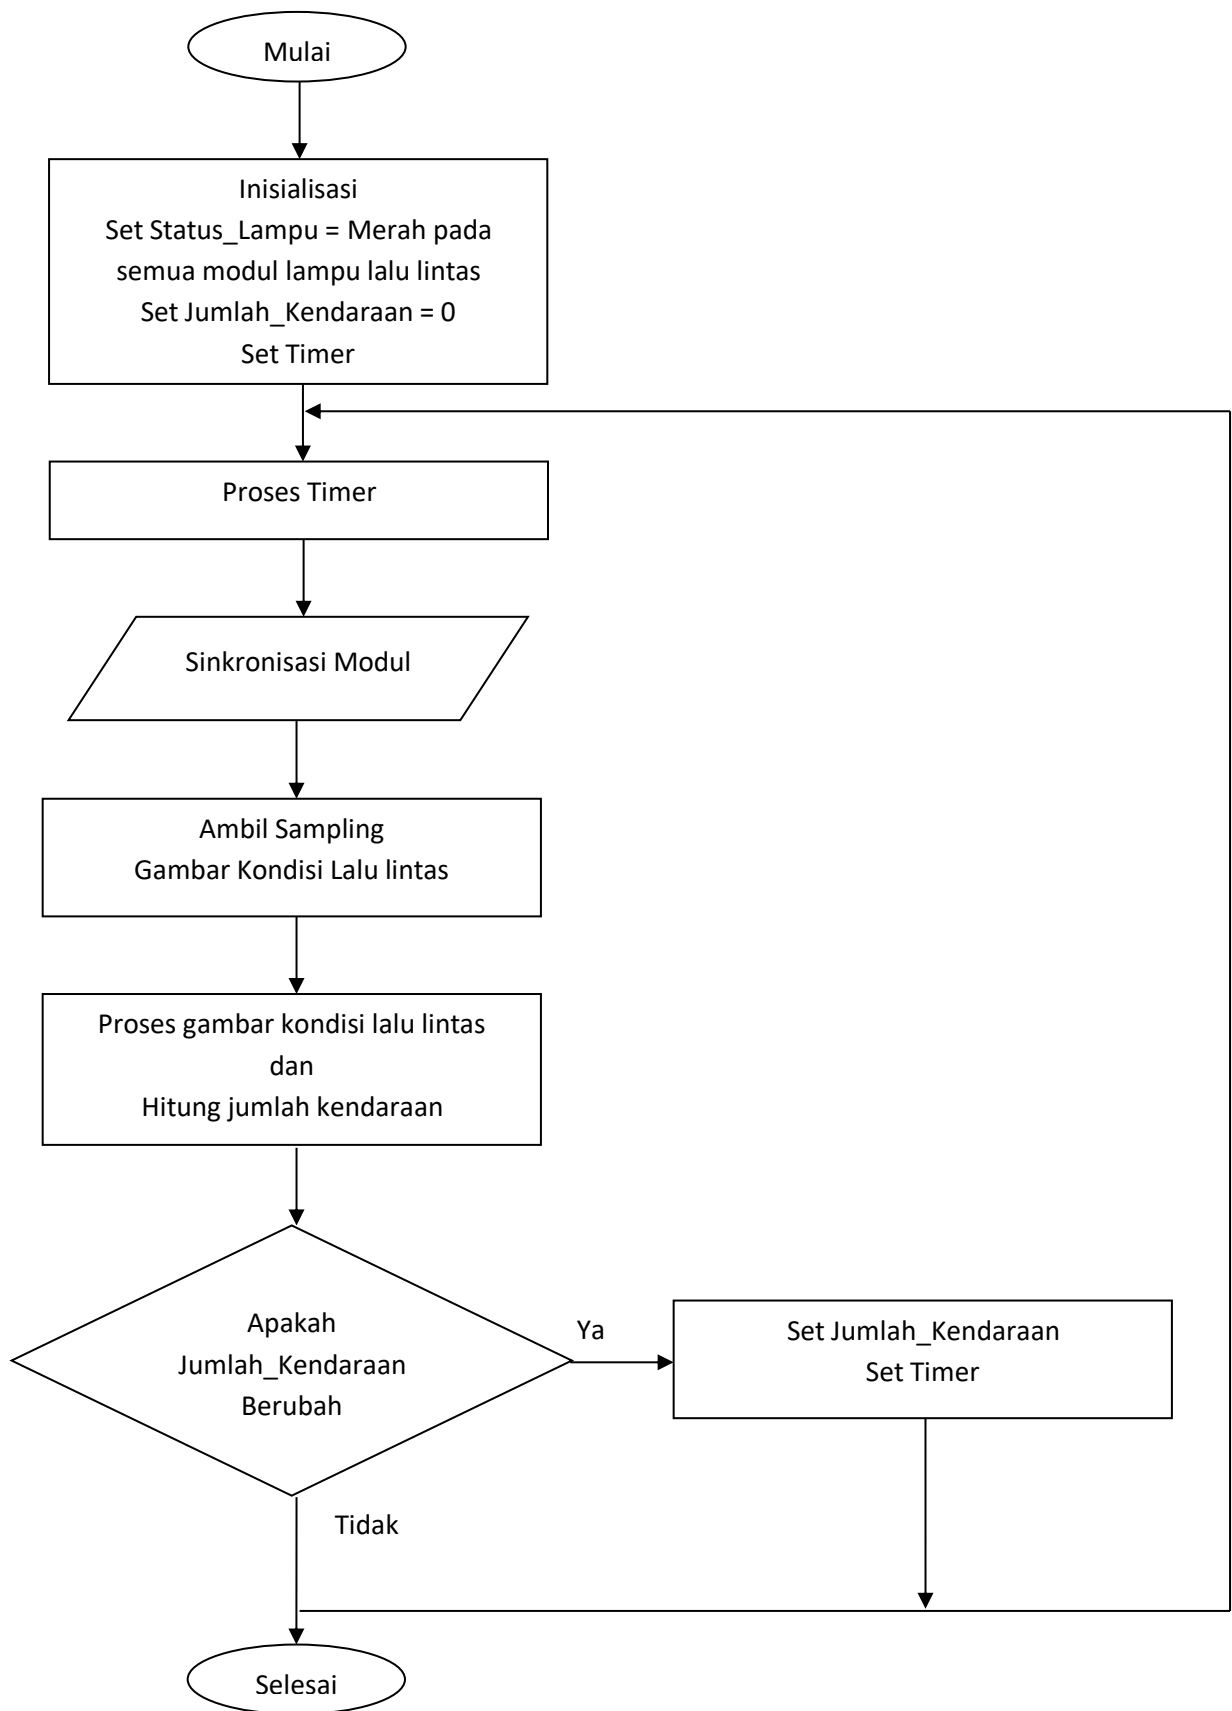 Mulai
Inisialisasi
Set Status_Lampu = Merah pada
semua modul lampu lalu lintas
Set Jumlah_Kendaraan = 0
Set Timer
Proses Timer
Sinkronisasi Modul
Ambil Sampling
Gambar Kondisi Lalu lintas
Proses gambar kondisi lalu lintas
dan
Hitung jumlah kendaraan
Apakah
Jumlah_Kendaraan
Berubah
Ya
Set Jumlah_Kendaraan
Set Timer
Tidak
Selesai